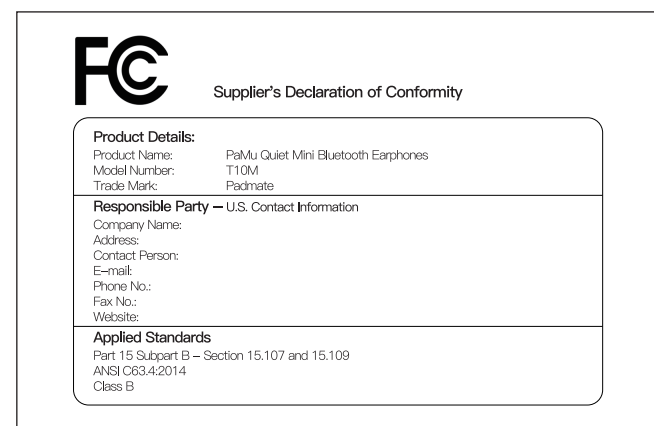 FC
Supplier's Declaration of Conformity
Product Details:
Product Name: PaMu Quiet Mini Bluetooth Earphones
Model Number: T10M
Trade Mark: Padmate
Responsible Party – U.S. Contact Information
Company Name:
Address:
Contact Person:
E–mail:
Phone No.:
Fax No.:
Website:
Applied Standards
Part 15 Subpart B – Section 15.107 and 15.109
ANSI C63.4:2014
Class B